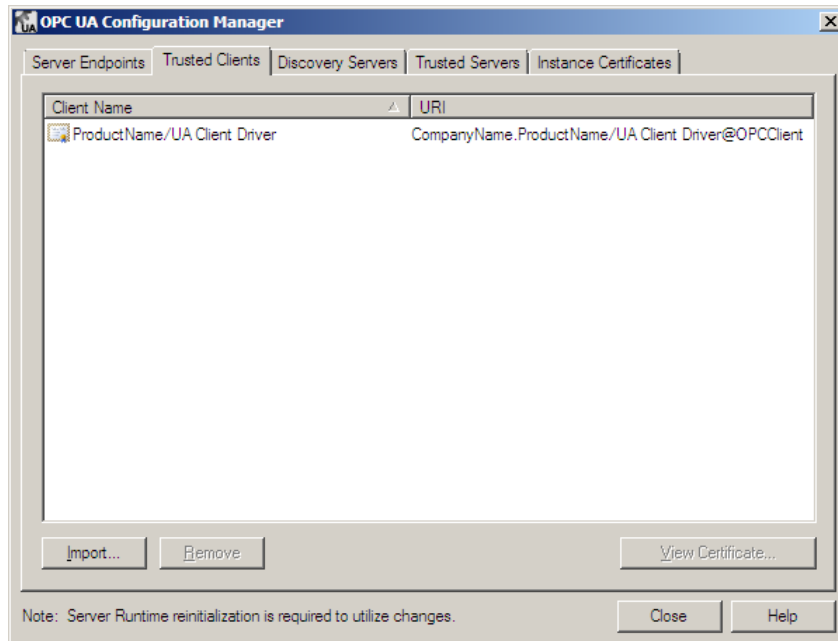 OPC UA Configuration Manager
Server Endpoints Trusted Clients Discovery Servers Trusted Servers Instance Certificates
Client Name URI
ProductName/UA Client Driver CompanyName.ProductName/UA Client Driver@OPCClient
Import... Remove View Certificate...
Note: Server Runtime reinitialization is required to utilize changes. Close Help